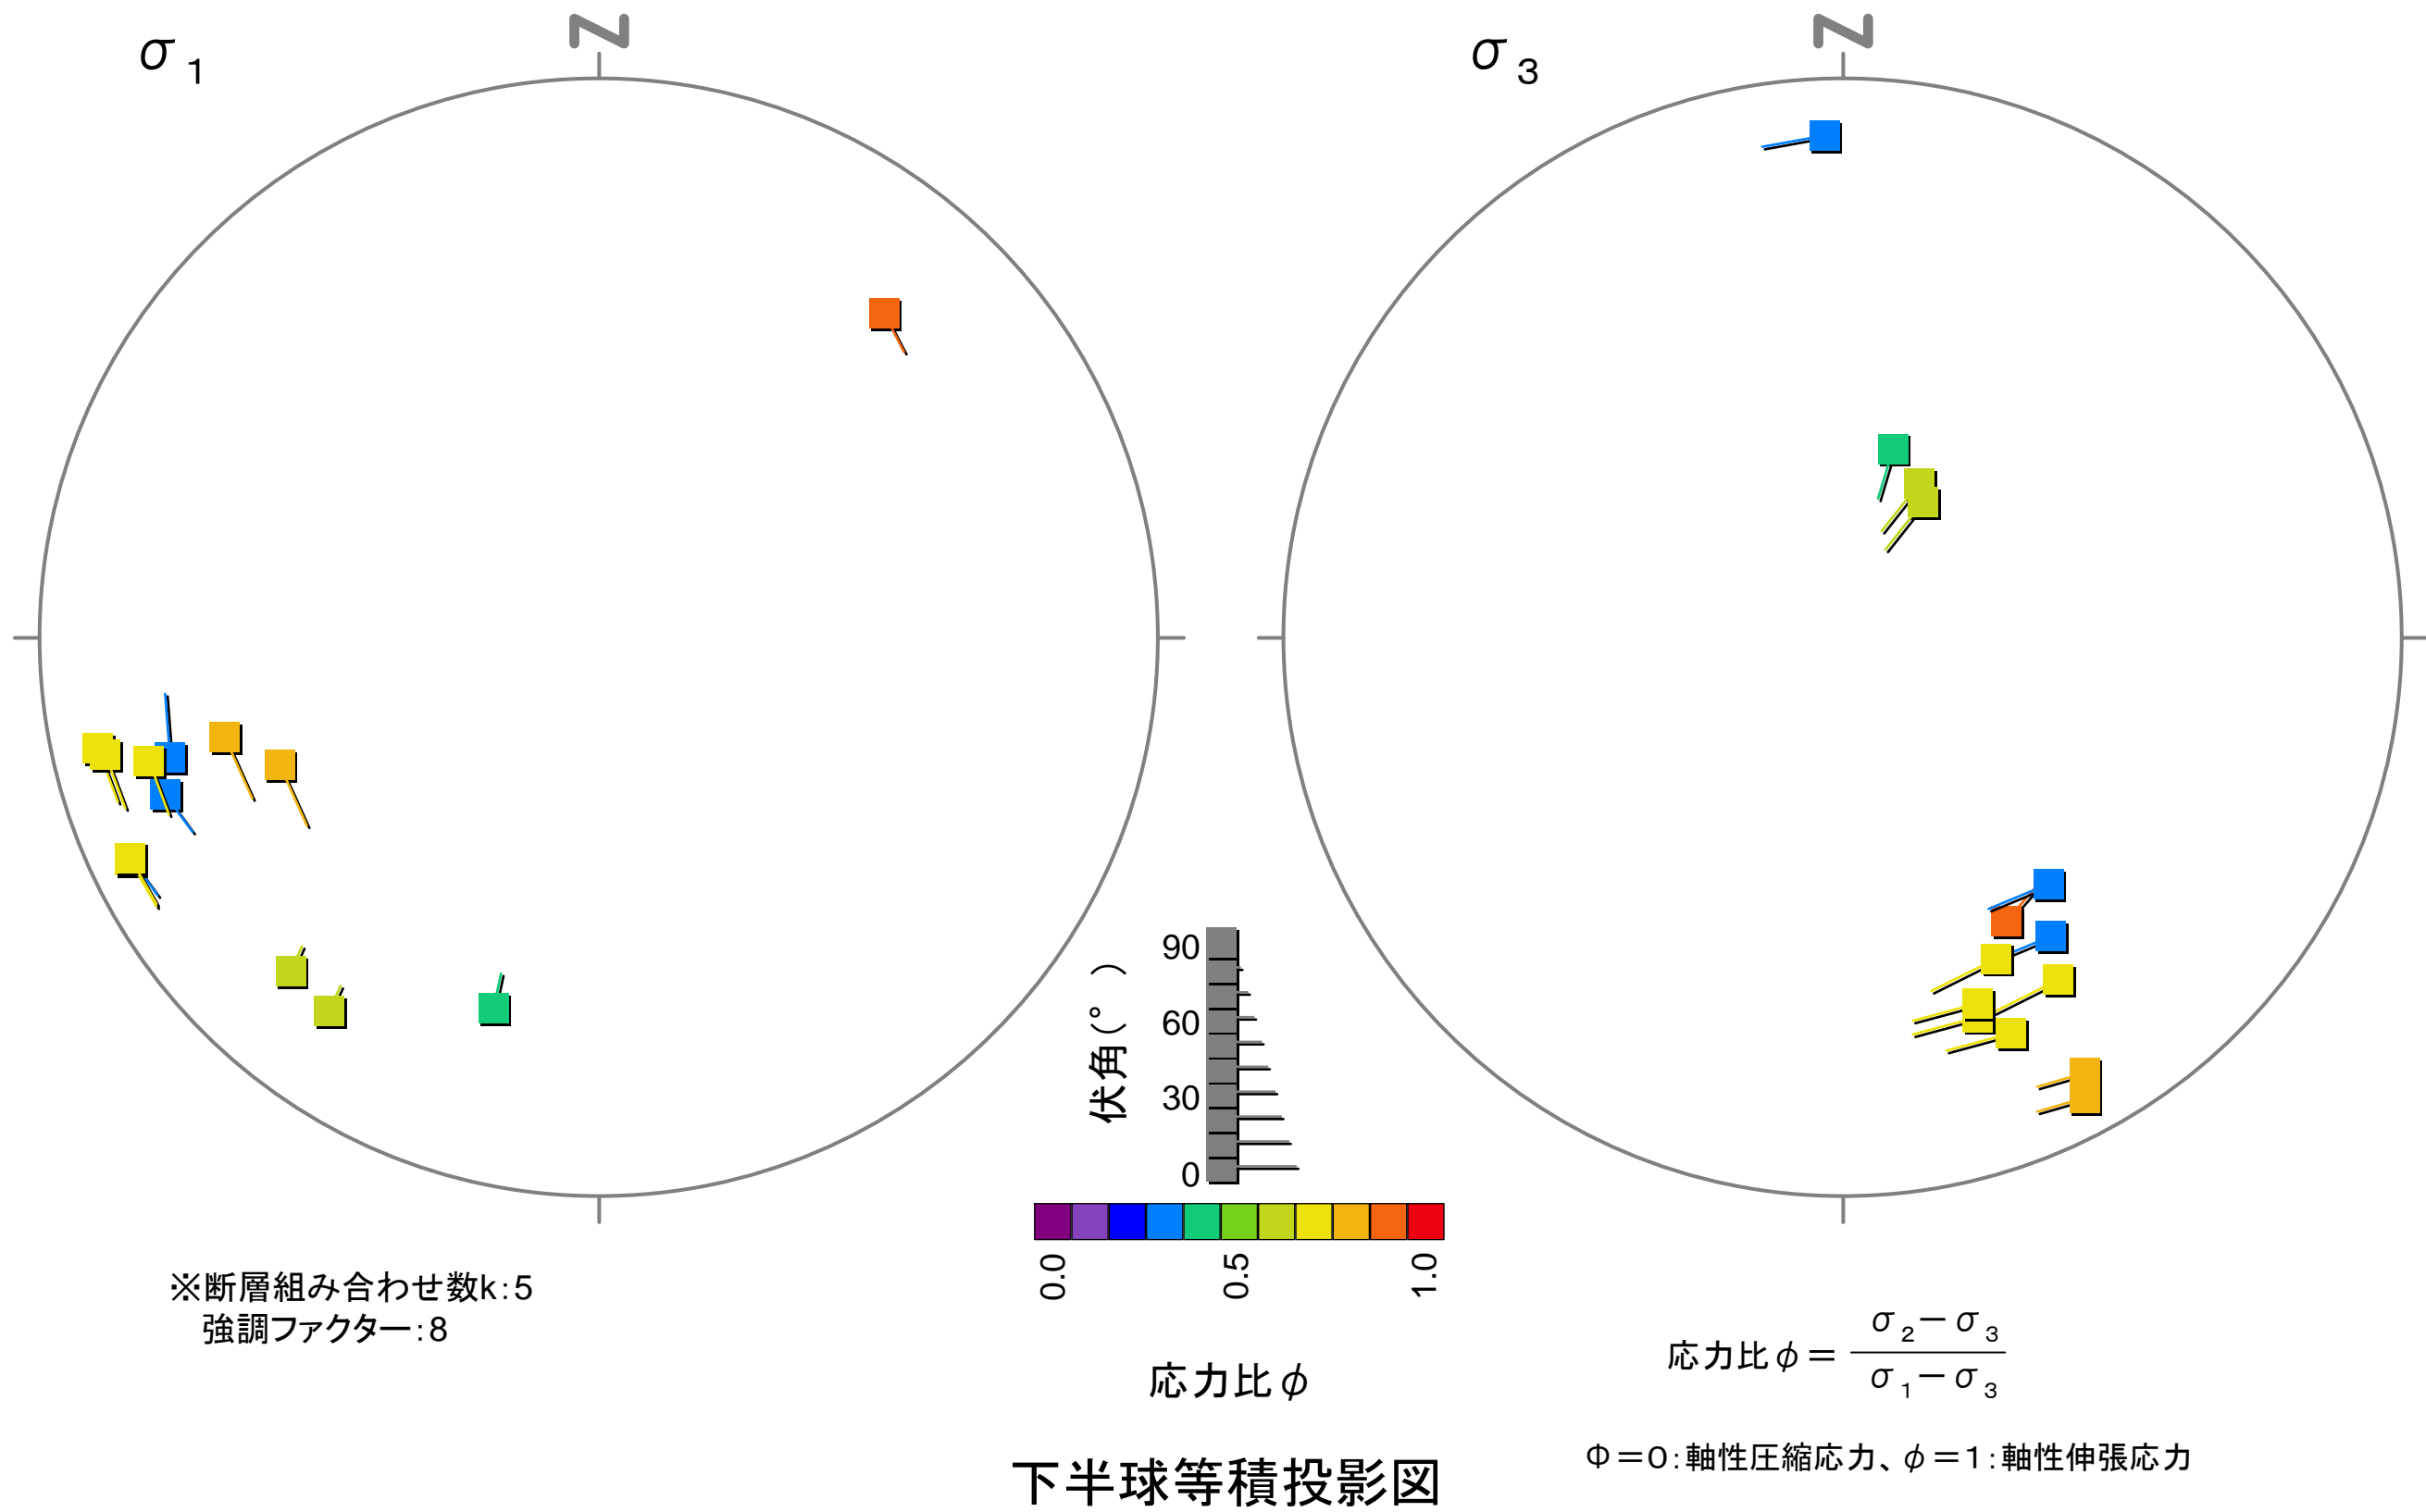 σ1
N
σ3
N
伏角(°)
90
60
30
0
0.0
0.5
1.0
応力比φ
※断層組み合わせ数k:5
強調ファクター:8
応力比φ=
σ2-σ3
σ1-σ3
Φ=0:軸性圧縮応力、φ=1:軸性伸張応力
下半球等積投影図